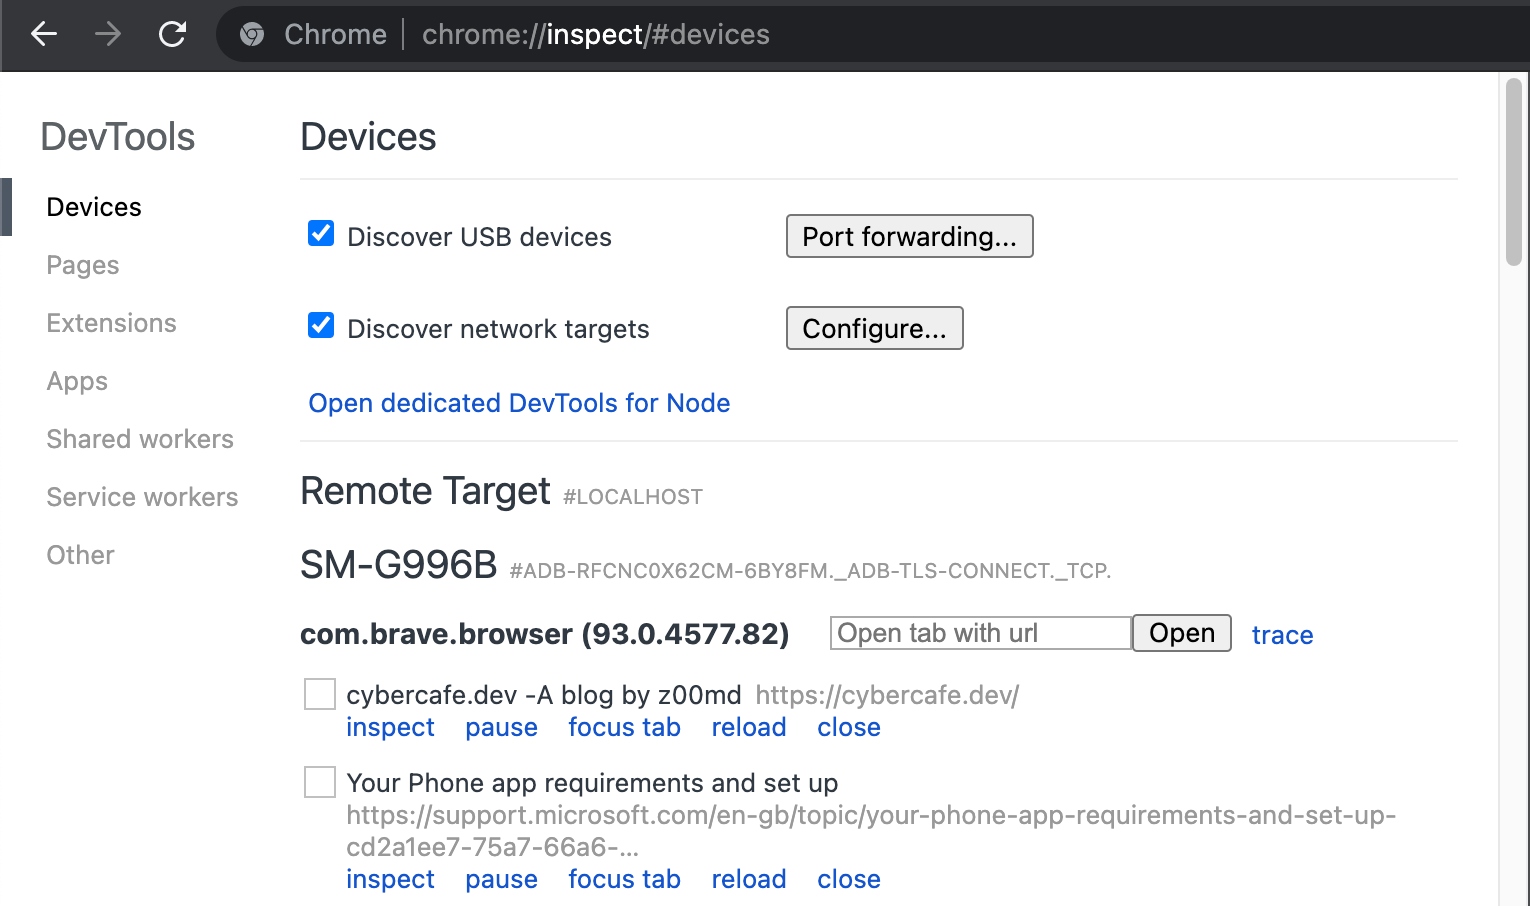 Chrome | chrome://inspect/#devices
DevTools
Devices
Pages
Extensions
Apps
Shared workers
Service workers
Other
Devices
Discover USB devices Port forwarding...
Discover network targets Configure...
Open dedicated DevTools for Node
Remote Target #LOCALHOST
SM-G996B #ADB-RFCNC0X62CM-6BY8FM._ADB-TLS-CONNECT._TCP.
com.brave.browser (93.0.4577.82) Open tab with url Open trace
cybercafe.dev -A blog by z00md https://cybercafe.dev/
inspect pause focus tab reload close
Your Phone app requirements and set up
https://support.microsoft.com/en-gb/topic/your-phone-app-requirements-and-set-up-
cd2a1ee7-75a7-66a6-...
inspect pause focus tab reload close